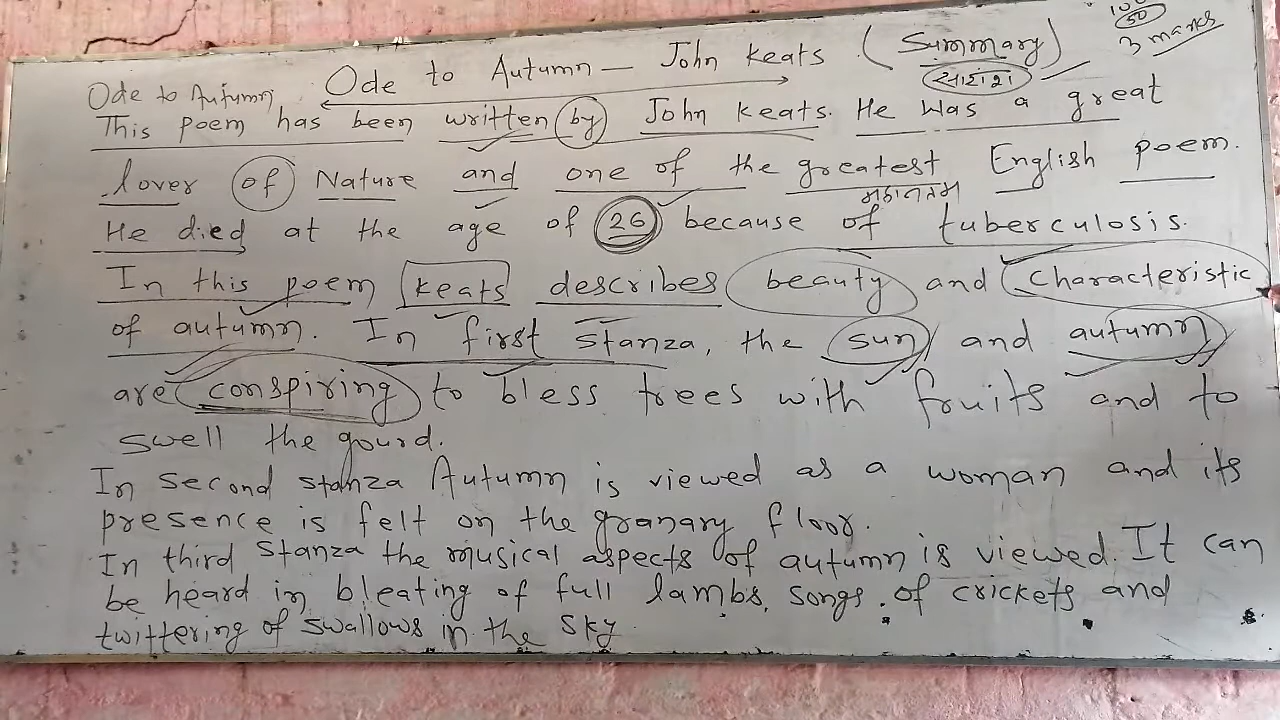 Ode to Autumn — John Keats (Summary)
(सारांश)
50
3 marks
Ode to Autumn
This poem has been written by John Keats. He was a great
lover of Nature and one of the greatest English poem.
महानतम
He died at the age of 26 because of tuberculosis.
In this poem Keats describes beauty and characteristic
of autumn. In first stanza, the sun and autumn
are conspiring to bless trees with fruits and to
swell the gourd.
In second stanza Autumn is viewed as a woman and its
presence is felt on the granary floor.
In third stanza the musical aspects of autumn is viewed. It can
be heard in bleating of full lambs, songs of crickets and
twittering of swallows in the sky.